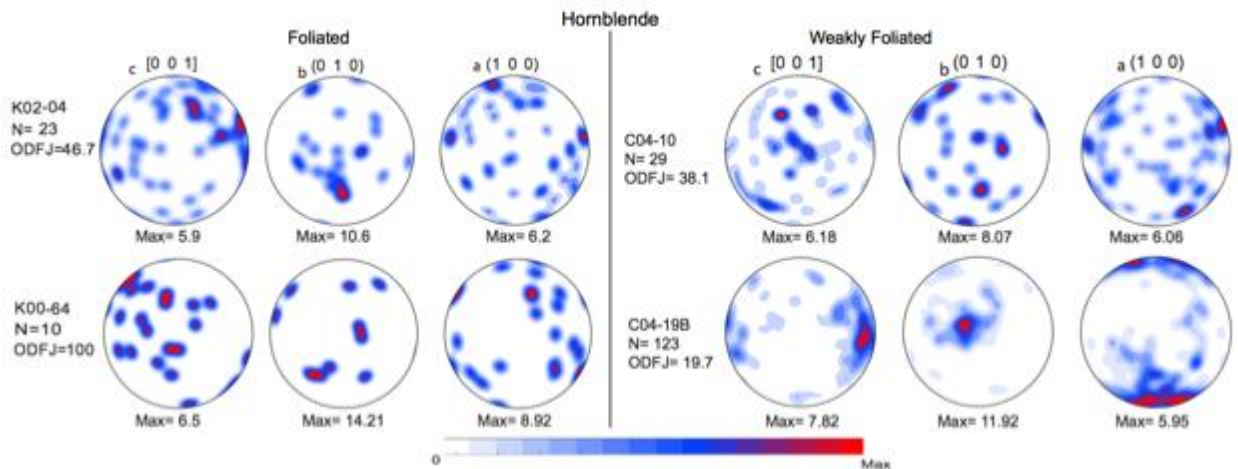 Hornblende
Foliated
Weakly Foliated
c [0 0 1]
b (0 1 0)
a (1 0 0)
c [0 0 1]
b (0 1 0)
a (1 0 0)
K02-04
N= 23
ODFJ=46.7
Max= 5.9
Max= 10.6
Max= 6.2
C04-10
N= 29
ODFJ= 38.1
Max= 6.18
Max= 8.07
Max= 6.06
K00-64
N=10
ODFJ=100
Max= 6.5
Max= 14.21
Max= 8.92
C04-19B
N= 123
ODFJ= 19.7
Max= 7.82
Max= 11.92
Max= 5.95
0
Max